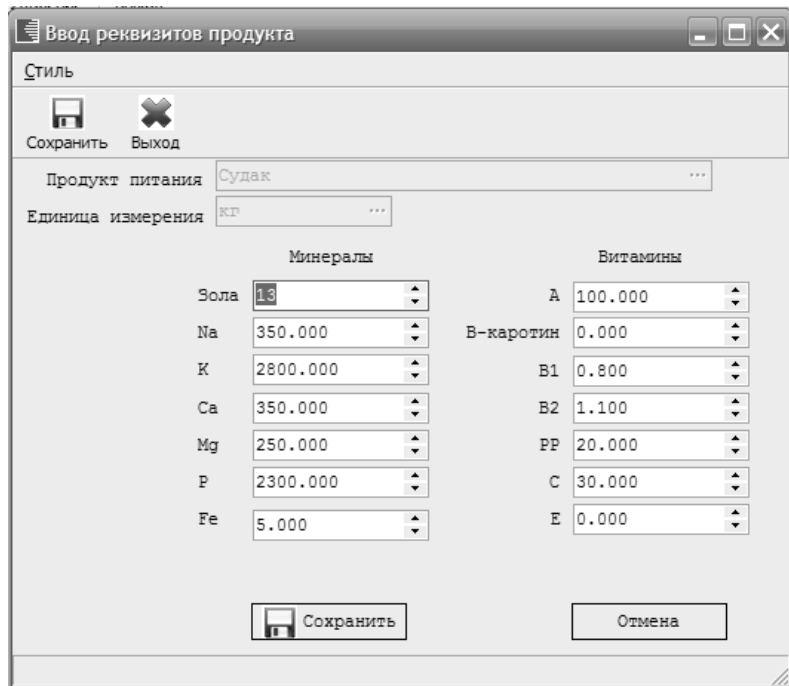 Ввод реквизитов продукта
Стиль
Сохранить Выход
Продукт питания Судак ...
Единица измерения кг ...
Минералы Витамины
Зола 13 A 100.000
Na 350.000 В-каротин 0.000
K 2800.000 B1 0.800
Ca 350.000 B2 1.100
Mg 250.000 PP 20.000
P 2300.000 C 30.000
Fe 5.000 E 0.000
Сохранить Отмена